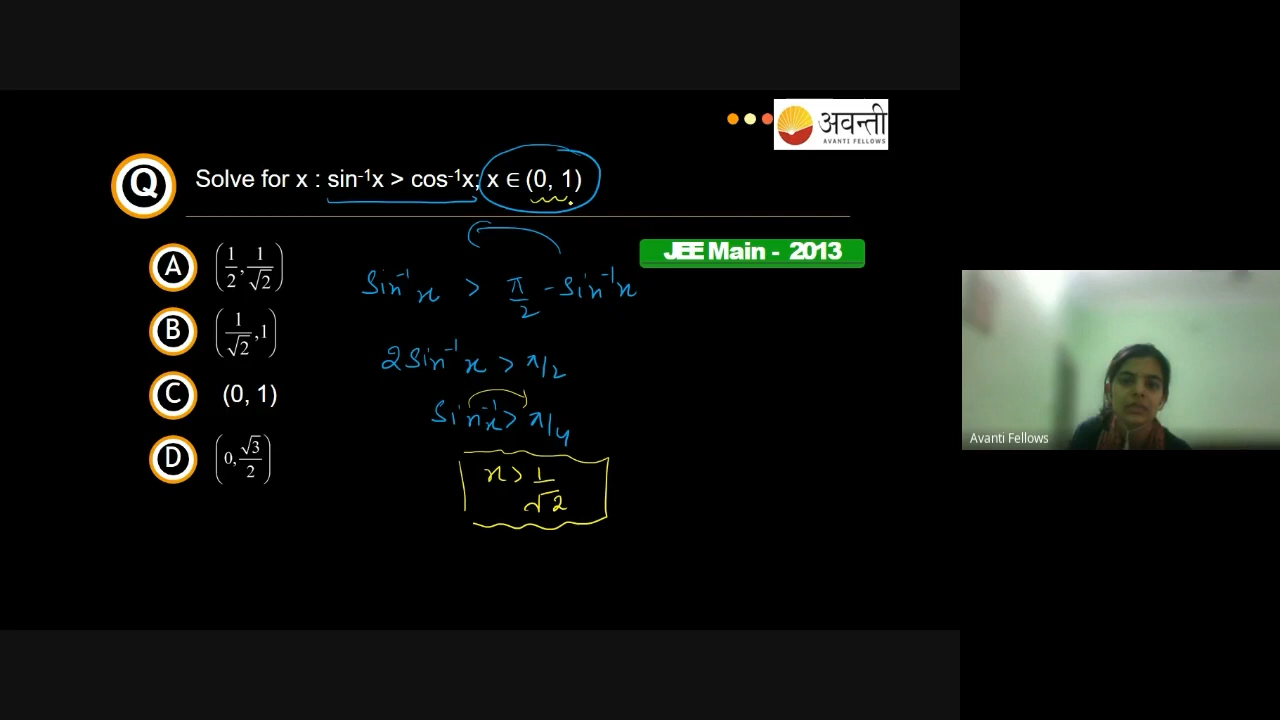 अवन्ती
AVANTI FELLOWS
Q Solve for x : sin⁻¹x > cos⁻¹x; x ∈ (0, 1)
JEE Main - 2013
A (1/2, 1/√2)
B (1/√2, 1)
C (0, 1)
D (0, √3/2)
Sin⁻¹x > π/2 - Sin⁻¹x
2Sin⁻¹x > π/2
Sin⁻¹x > π/4
x > 1/√2
Avanti Fellows